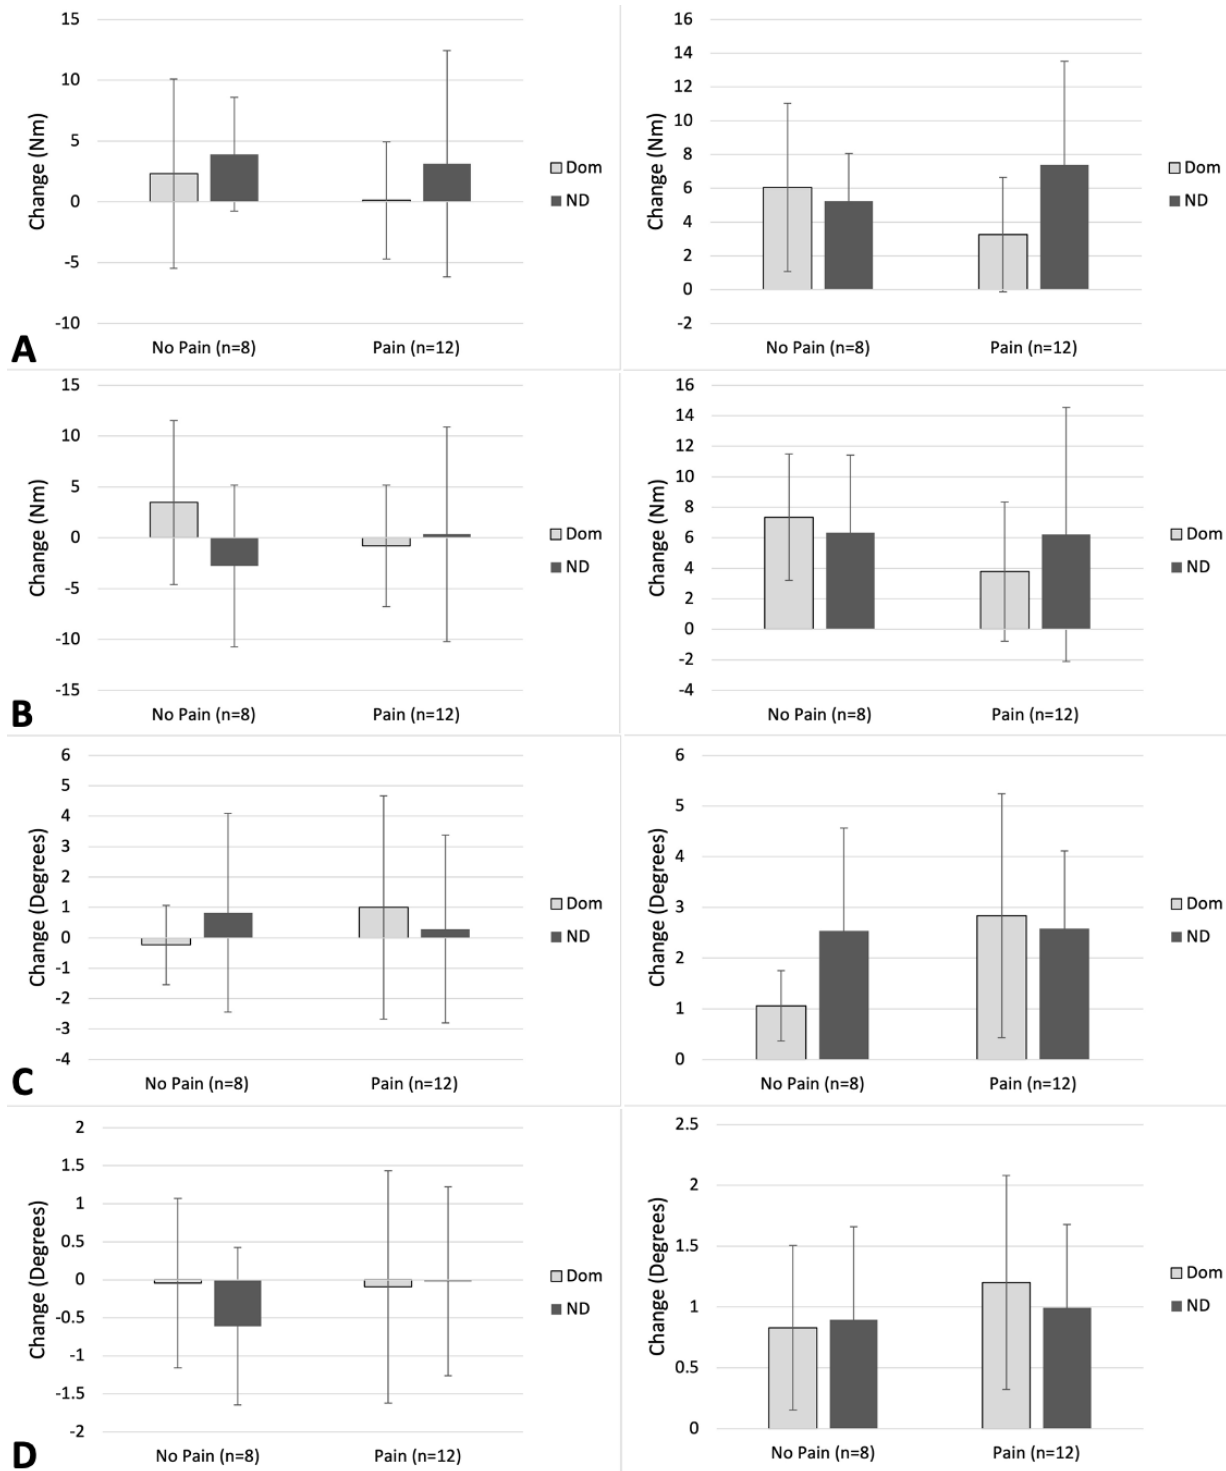 15
10
5
0
-5
-10
Change (Nm)
No Pain (n=8)
Pain (n=12)
Dom
ND
A
16
14
12
10
8
6
4
2
0
-2
Change (Nm)
No Pain (n=8)
Pain (n=12)
Dom
ND
15
10
5
0
-5
-10
-15
Change (Nm)
No Pain (n=8)
Pain (n=12)
Dom
ND
B
16
14
12
10
8
6
4
2
0
-2
-4
Change (Nm)
No Pain (n=8)
Pain (n=12)
Dom
ND
6
5
4
3
2
1
0
-1
-2
-3
-4
Change (Degrees)
No Pain (n=8)
Pain (n=12)
Dom
ND
C
6
5
4
3
2
1
0
Change (Degrees)
No Pain (n=8)
Pain (n=12)
Dom
ND
2
1.5
1
0.5
0
-0.5
-1
-1.5
-2
Change (Degrees)
No Pain (n=8)
Pain (n=12)
Dom
ND
D
2.5
2
1.5
1
0.5
0
Change (Degrees)
No Pain (n=8)
Pain (n=12)
Dom
ND